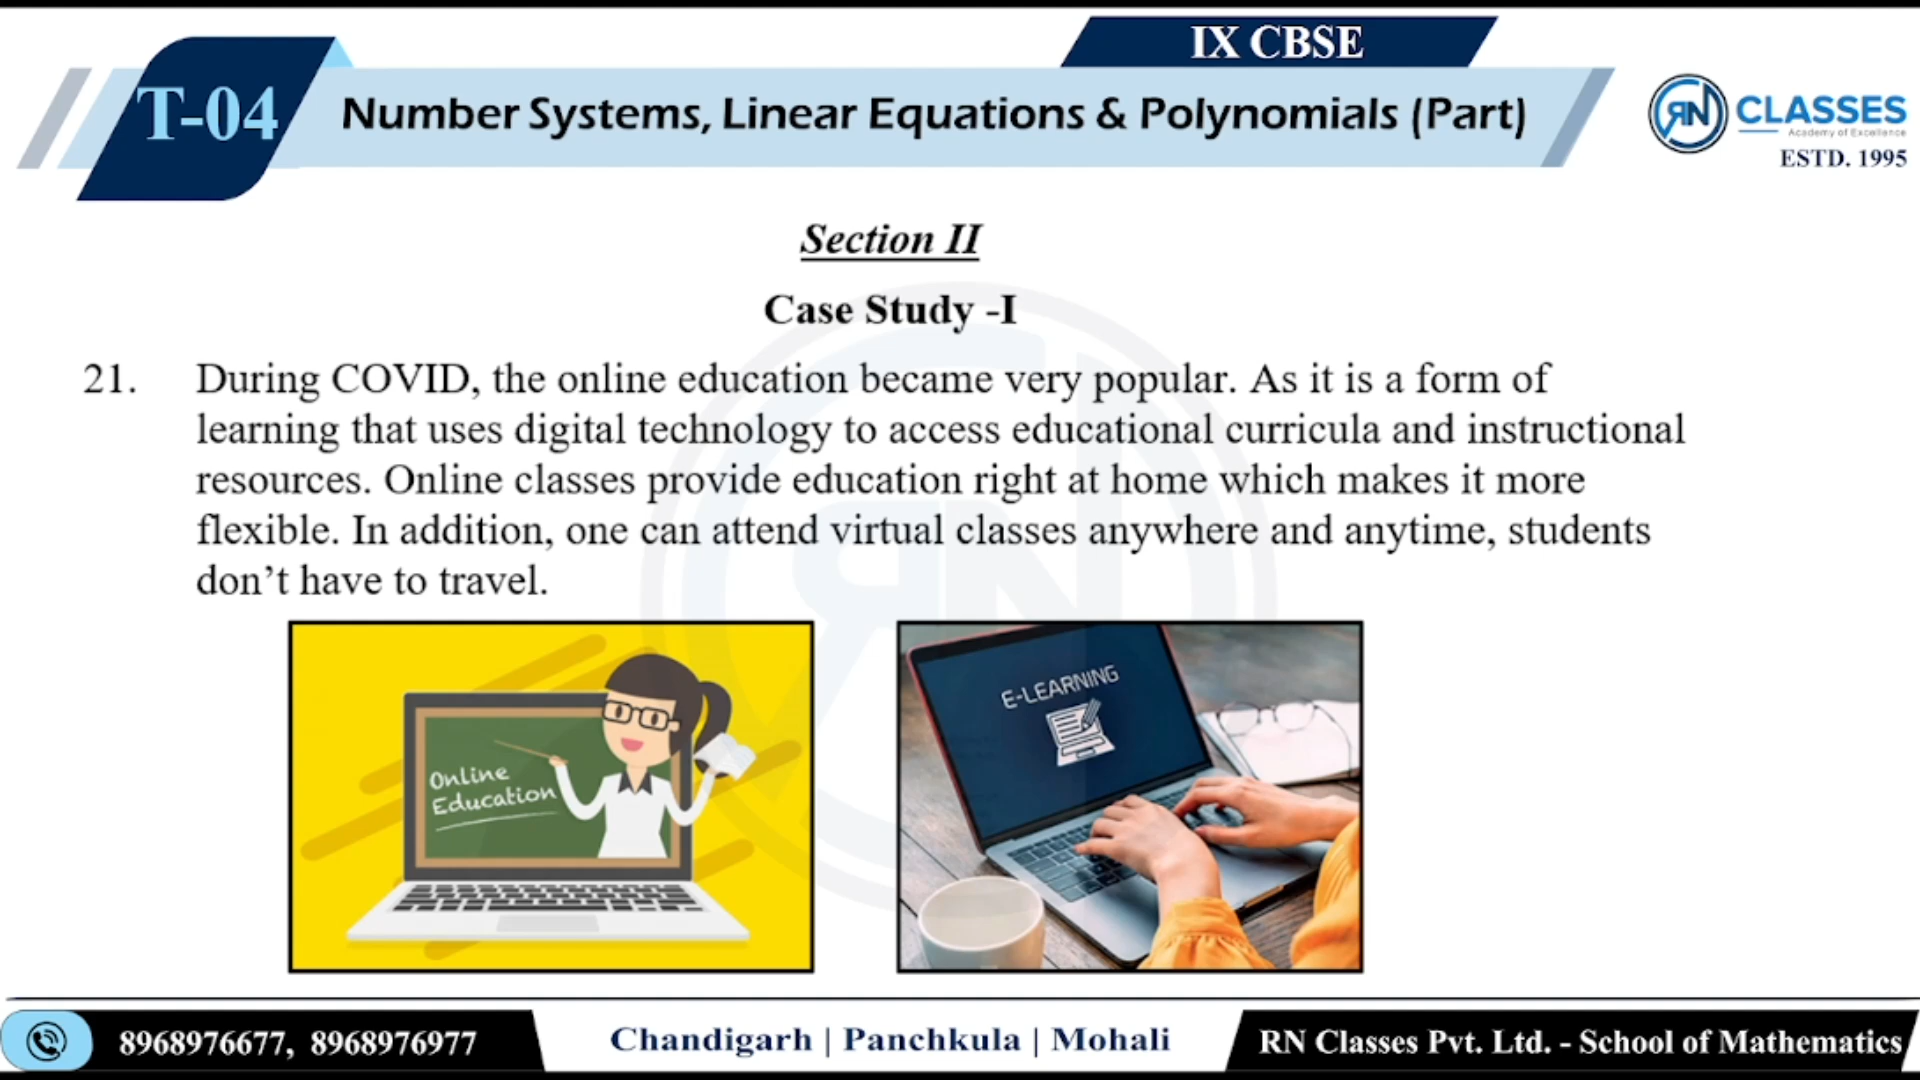 IX CBSE
T-04
Number Systems, Linear Equations & Polynomials (Part)
RN CLASSES
Academy of Excellence
ESTD. 1995
Section II
Case Study -I
21. During COVID, the online education became very popular. As it is a form of
learning that uses digital technology to access educational curricula and instructional
resources. Online classes provide education right at home which makes it more
flexible. In addition, one can attend virtual classes anywhere and anytime, students
don’t have to travel.
Online
Education
E-LEARNING
8968976677, 8968976977
Chandigarh | Panchkula | Mohali
RN Classes Pvt. Ltd. - School of Mathematics